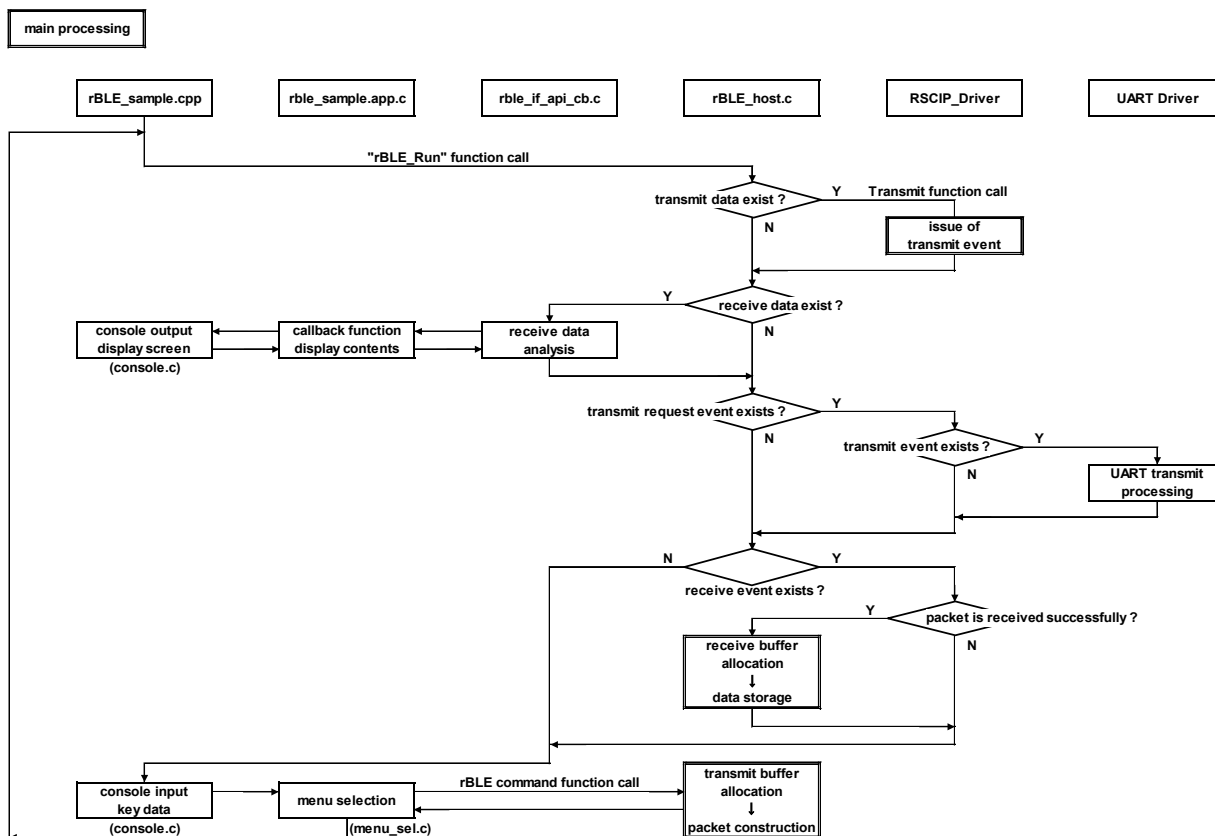 main processing
rBLE_sample.cpp
rble_sample.app.c
rble_if_api_cb.c
rBLE_host.c
RSCIP_Driver
UART Driver
"rBLE_Run" function call
transmit data exist ?
Y
Transmit function call
N
issue of
transmit event
Y
receive data exist ?
N
console output
display screen
(console.c)
callback function
display contents
receive data
analysis
transmit request event exists ?
Y
N
transmit event exists ?
Y
N
UART transmit
processing
N
Y
receive event exists ?
Y
packet is received successfully ?
N
receive buffer
allocation
↓
data storage
console input
key data
(console.c)
menu selection
(menu_sel.c)
rBLE command function call
transmit buffer
allocation
↓
packet construction